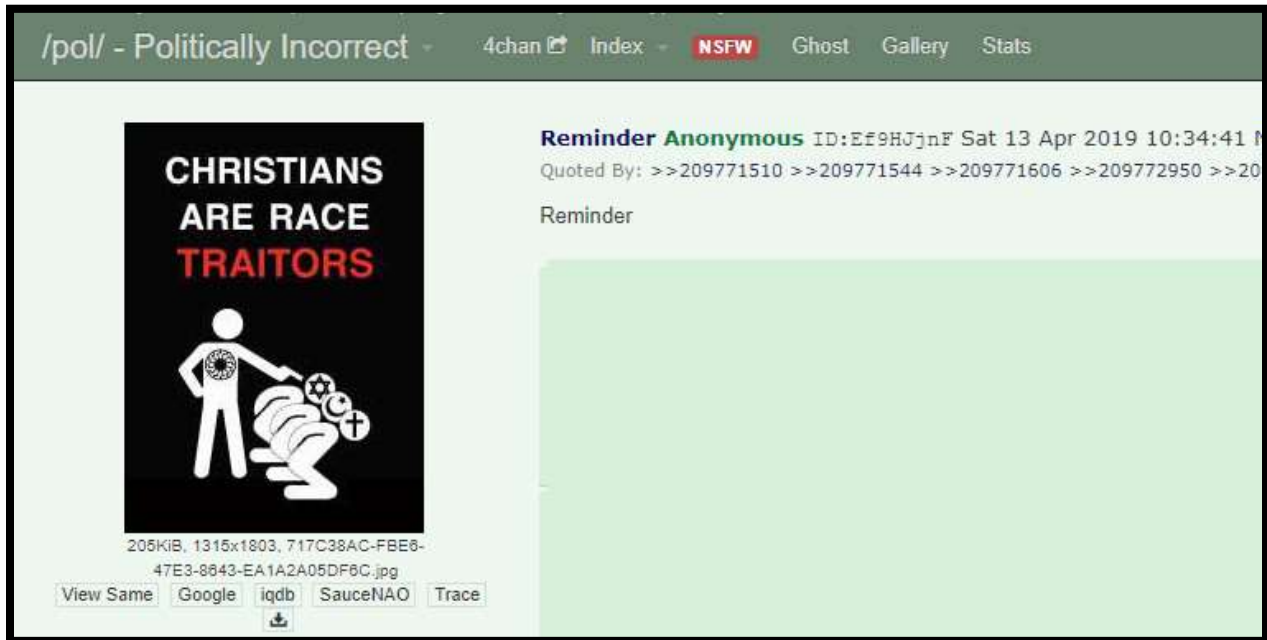 /pol/ - Politically Incorrect 4chan Index NSFW Ghost Gallery Stats
CHRISTIANS
ARE RACE
TRAITORS
205KiB, 1315x1803, 717C38AC-FBE6-
47E3-8643-EA1A2A05DF6C.jpg
View Same Google iqdb SauceNAO Trace
Reminder Anonymous ID:Ef9HJjnF Sat 13 Apr 2019 10:34:41
Quoted By: >>209771510 >>209771544 >>209771606 >>209772950 >>20
Reminder